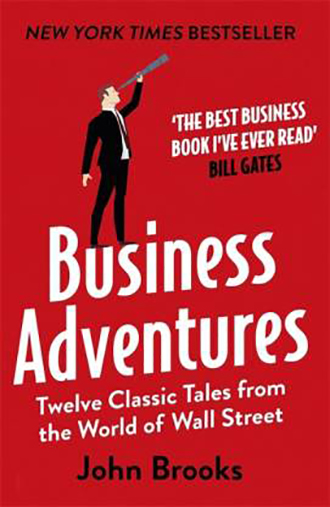 NEW YORK TIMES BESTSELLER
'THE BEST BUSINESS
BOOK I'VE EVER READ'
BILL GATES
Business
Adventures
Twelve Classic Tales from
the World of Wall Street
John Brooks